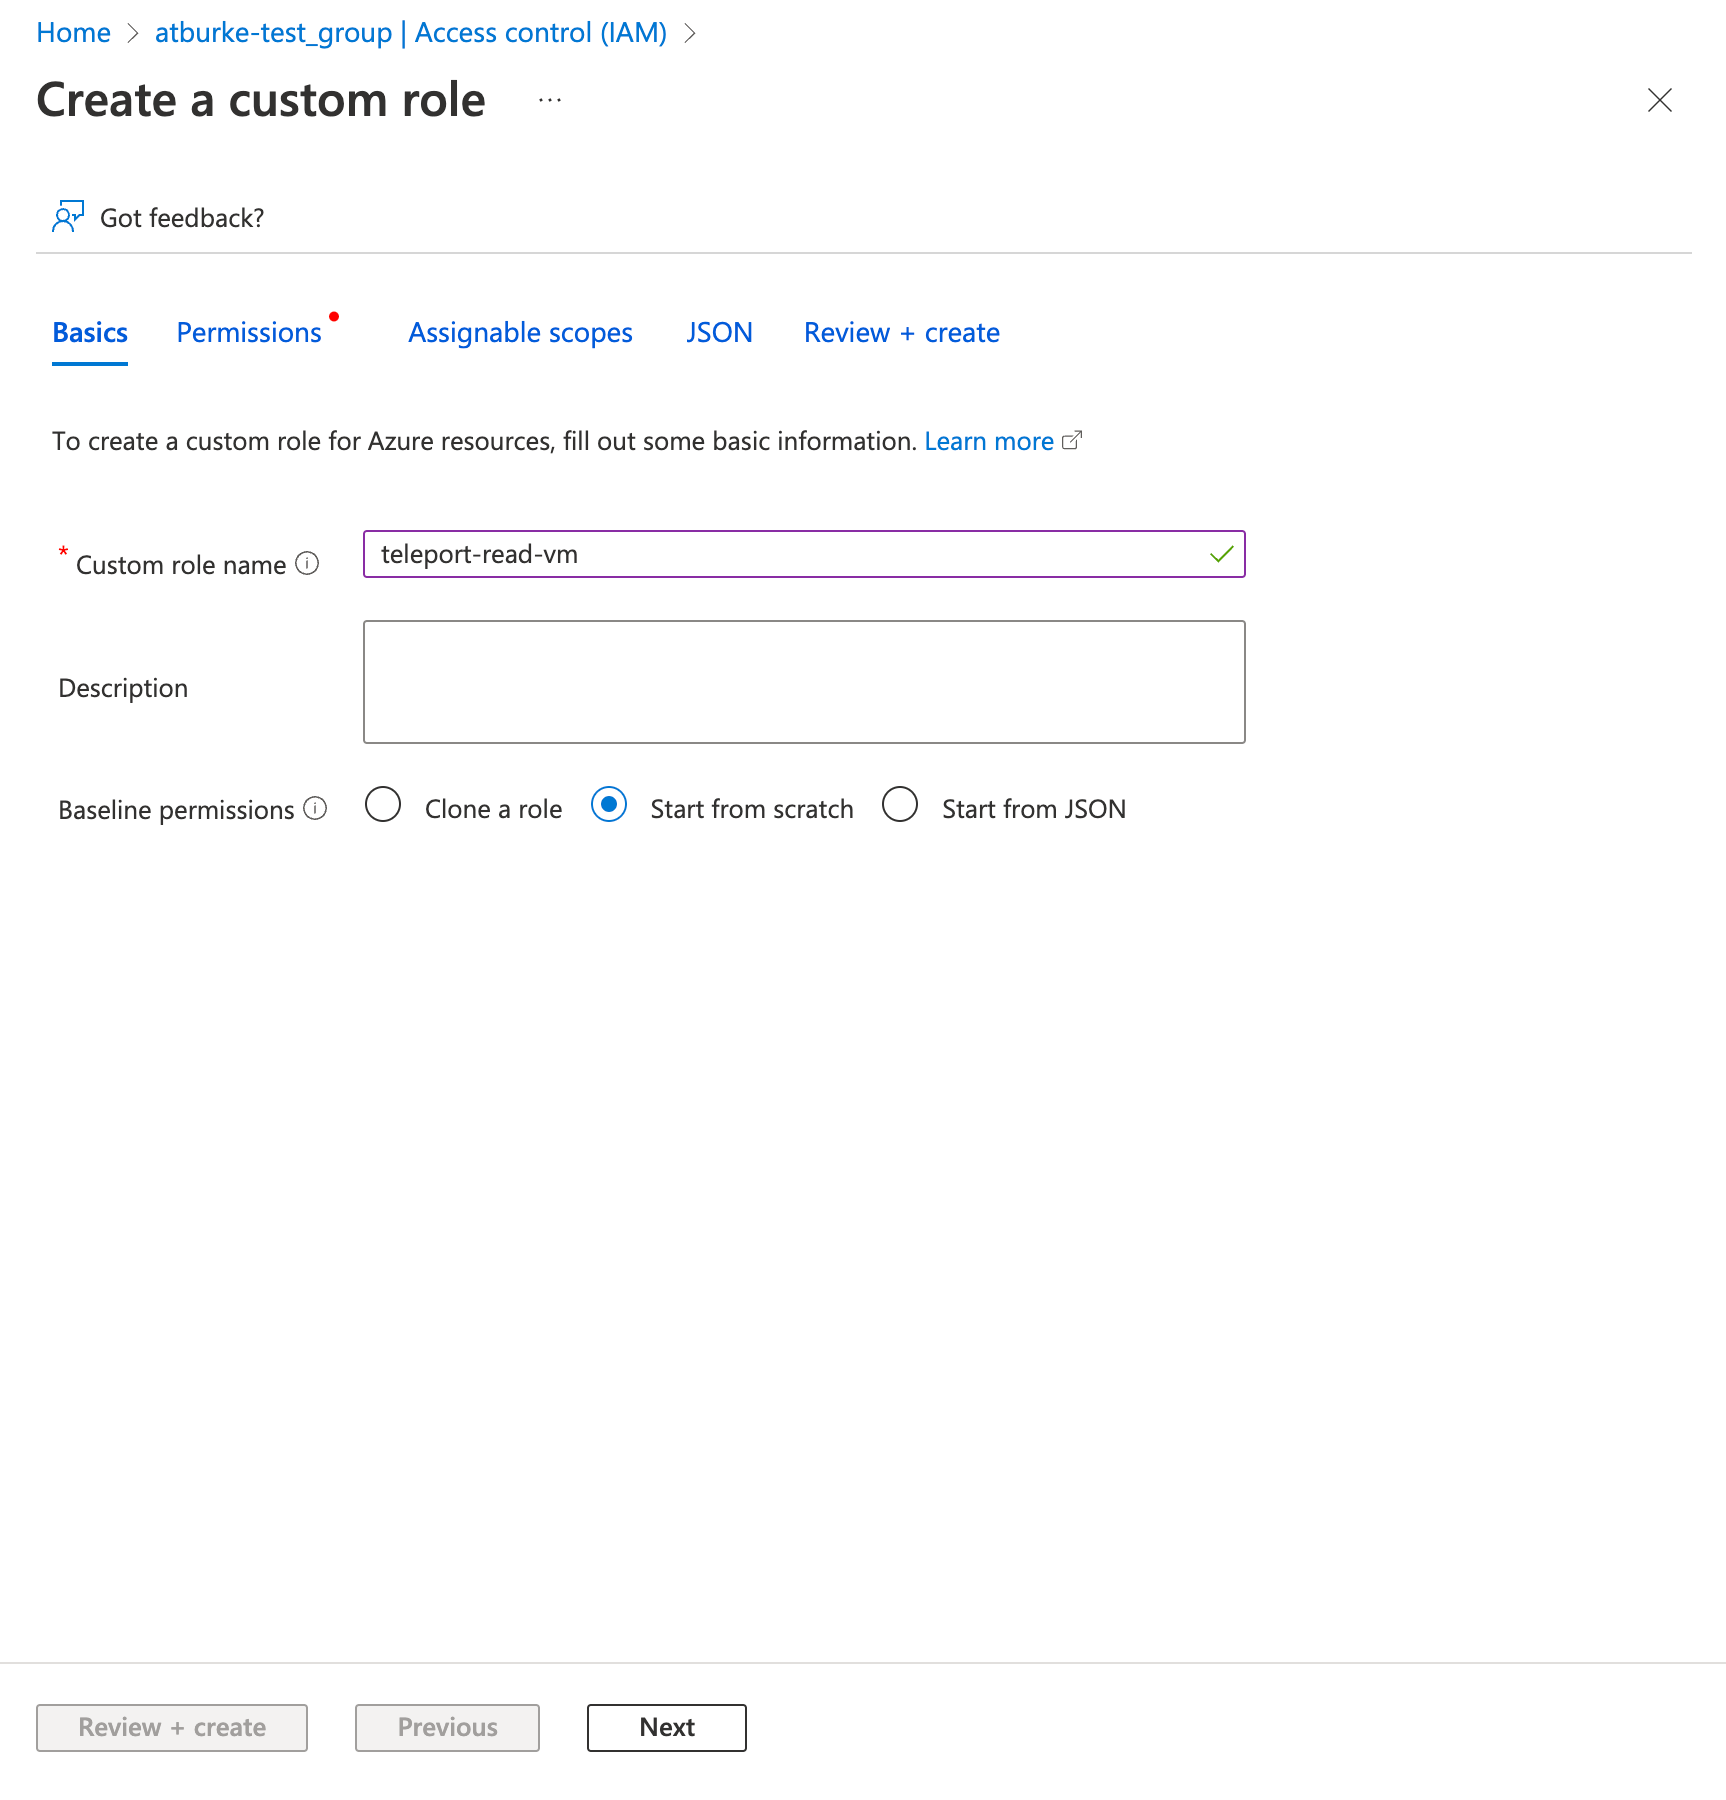 Home > atburke-test_group | Access control (IAM) >
Create a custom role ...
Got feedback?
Basics Permissions Assignable scopes JSON Review + create
To create a custom role for Azure resources, fill out some basic information. Learn more
* Custom role name teleport-read-vm
Description
Baseline permissions Clone a role Start from scratch Start from JSON
Review + create Previous Next